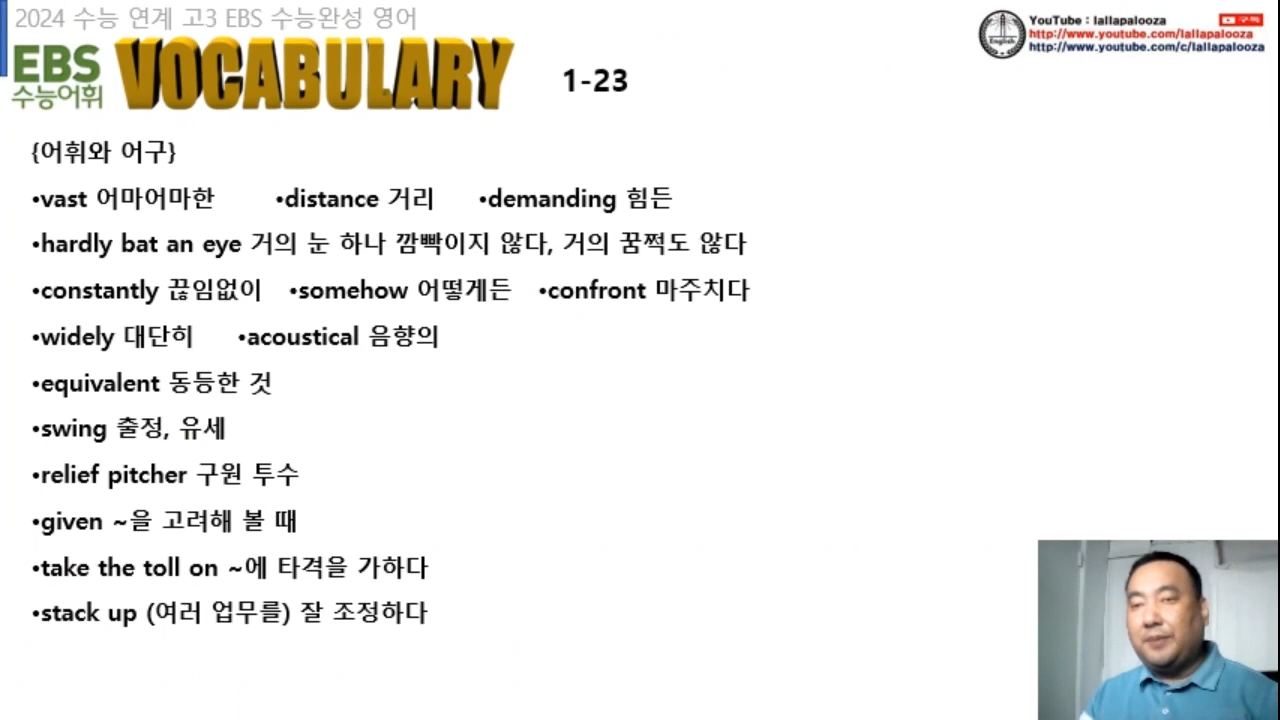 2024 수능 연계 고3 EBS 수능완성 영어
EBS
수능어휘
VOCABULARY
1-23
YouTube : lallapalooza
구독
http://www.youtube.com/lallapalooza
http://www.youtube.com/c/lallapalooza
English
{어휘와 어구}
•vast 어마어마한 •distance 거리 •demanding 힘든
•hardly bat an eye 거의 눈 하나 깜빡이지 않다, 거의 꿈쩍도 않다
•constantly 끊임없이 •somehow 어떻게든 •confront 마주치다
•widely 대단히 •acoustical 음향의
•equivalent 동등한 것
•swing 출정, 유세
•relief pitcher 구원 투수
•given ~을 고려해 볼 때
•take the toll on ~에 타격을 가하다
•stack up (여러 업무를) 잘 조정하다